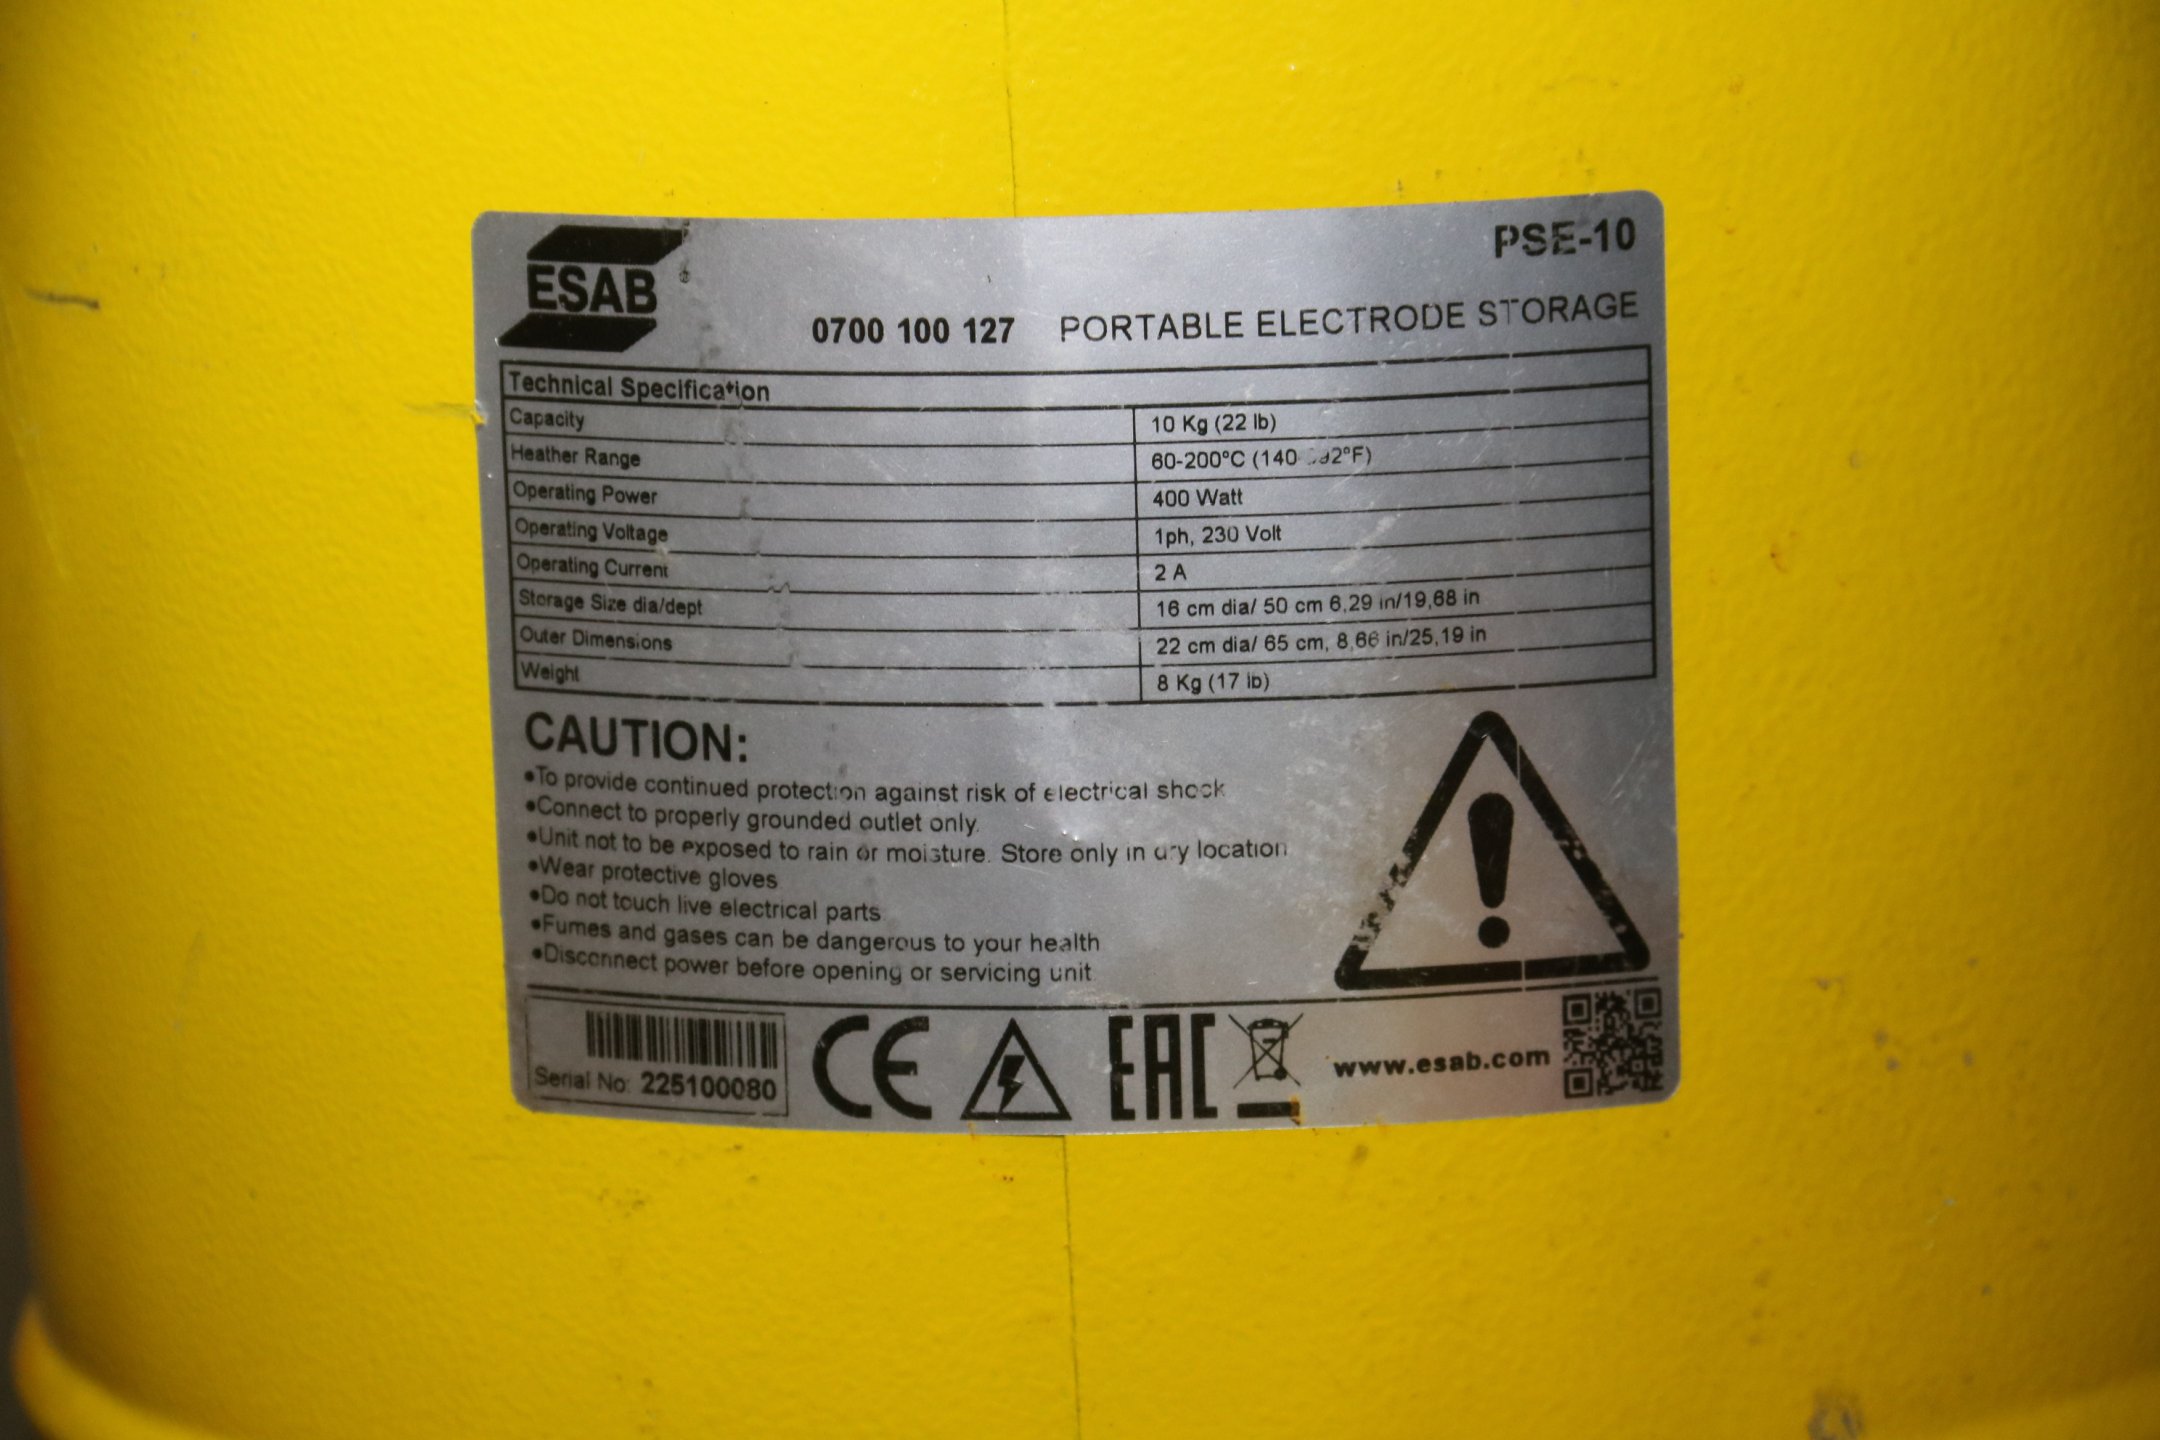 ESAB
PSE-10
0700 100 127 PORTABLE ELECTRODE STORAGE
Technical Specification
Capacity 10 Kg (22 lb)
Heather Range 60-200°C (140 392°F)
Operating Power 400 Watt
Operating Voltage 1ph, 230 Volt
Operating Current 2 A
Storage Size dia/dept 16 cm dia/ 50 cm 6,29 in/19,68 in
Outer Dimensions 22 cm dia/ 65 cm, 8,66 in/25,19 in
Weight 8 Kg (17 lb)
CAUTION:
•To provide continued protection against risk of electrical shock
•Connect to properly grounded outlet only.
•Unit not to be exposed to rain or moisture. Store only in dry location
•Wear protective gloves
•Do not touch live electrical parts
•Fumes and gases can be dangerous to your health
•Disconnect power before opening or servicing unit
Serial No: 225100080
CE EAC www.esab.com